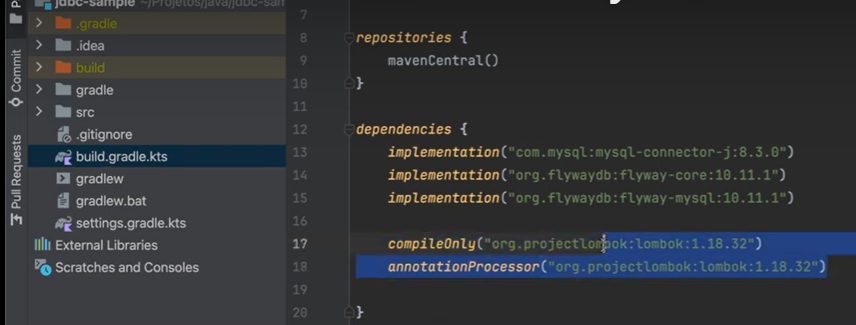 jdbc-sample ~/Projetos/java/jdbc-sam
.gradle
.idea
build
gradle
src
.gitignore
build.gradle.kts
gradlew
gradlew.bat
settings.gradle.kts
External Libraries
Scratches and Consoles
Commit
Pull Requests
7
8 repositories {
9 mavenCentral()
10 }
11
12 dependencies {
13 implementation("com.mysql:mysql-connector-j:8.3.0")
14 implementation("org.flywaydb:flyway-core:10.11.1")
15 implementation("org.flywaydb:flyway-mysql:10.11.1")
16
17 compileOnly("org.projectlombok:lombok:1.18.32")
18 annotationProcessor("org.projectlombok:lombok:1.18.32")
19
20 }